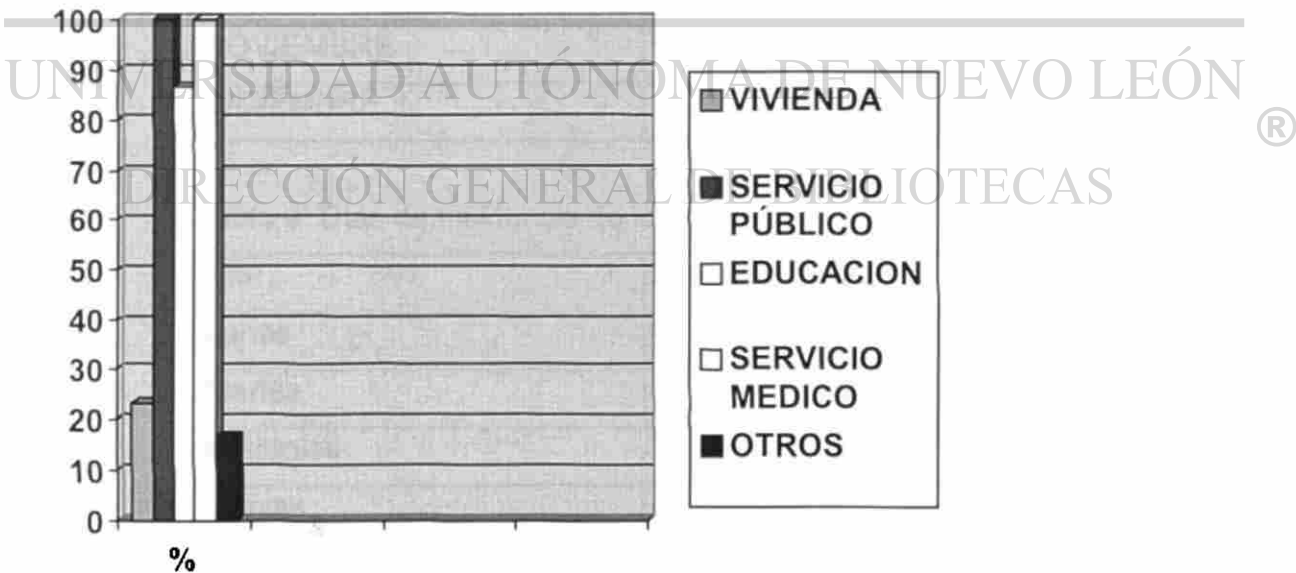 UNIVERSIDAD AUTÓNOMA DE NUEVO LEÓN
®
DIRECCIÓN GENERAL DE BIBLIOTECAS
100
90
80
70
60
50
40
30
20
10
0
%
VIVIENDA
SERVICIO
PÚBLICO
EDUCACION
SERVICIO
MEDICO
OTROS